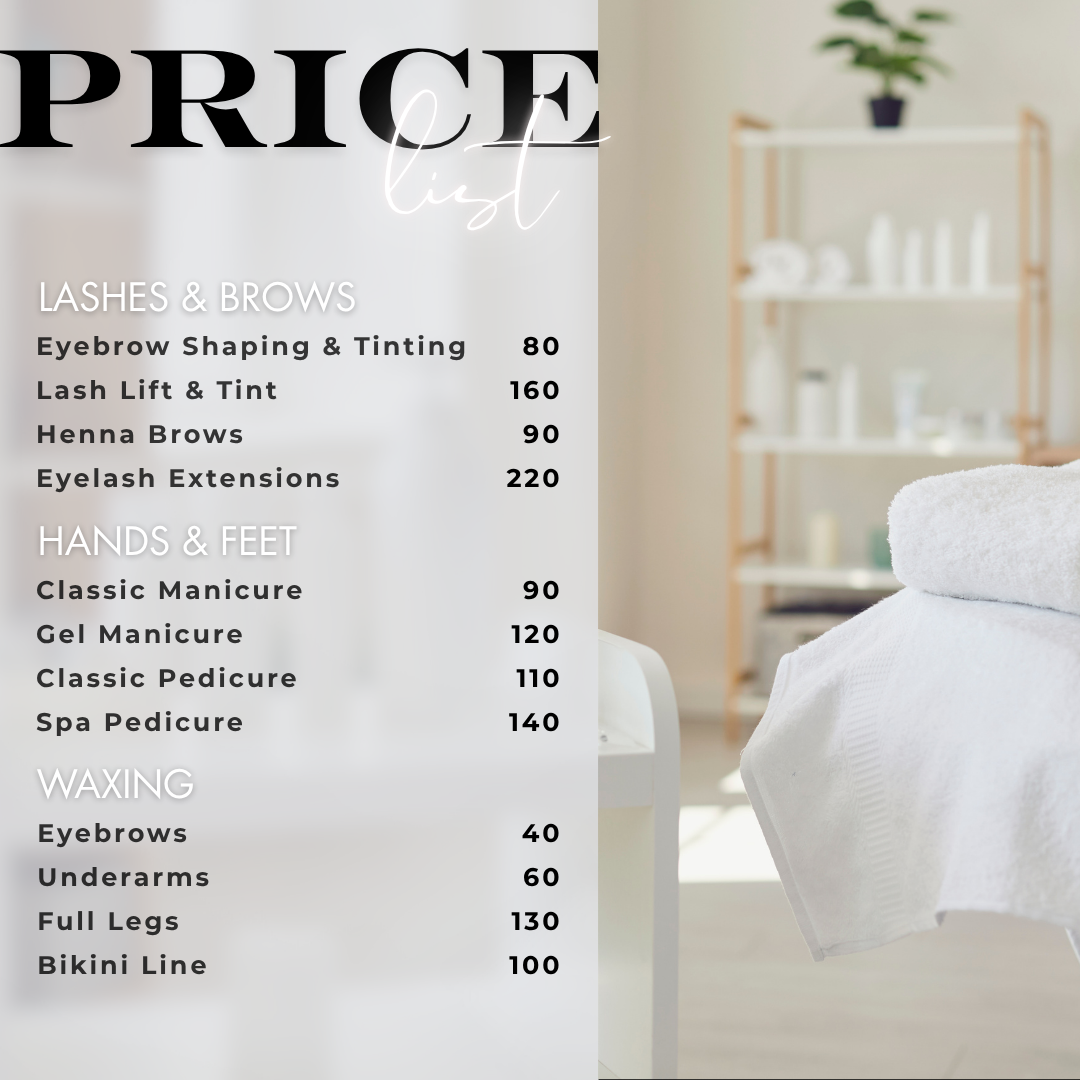 PRICE
list
LASHES & BROWS
Eyebrow Shaping & Tinting 80
Lash Lift & Tint 160
Henna Brows 90
Eyelash Extensions 220
HANDS & FEET
Classic Manicure 90
Gel Manicure 120
Classic Pedicure 110
Spa Pedicure 140
WAXING
Eyebrows 40
Underarms 60
Full Legs 130
Bikini Line 100